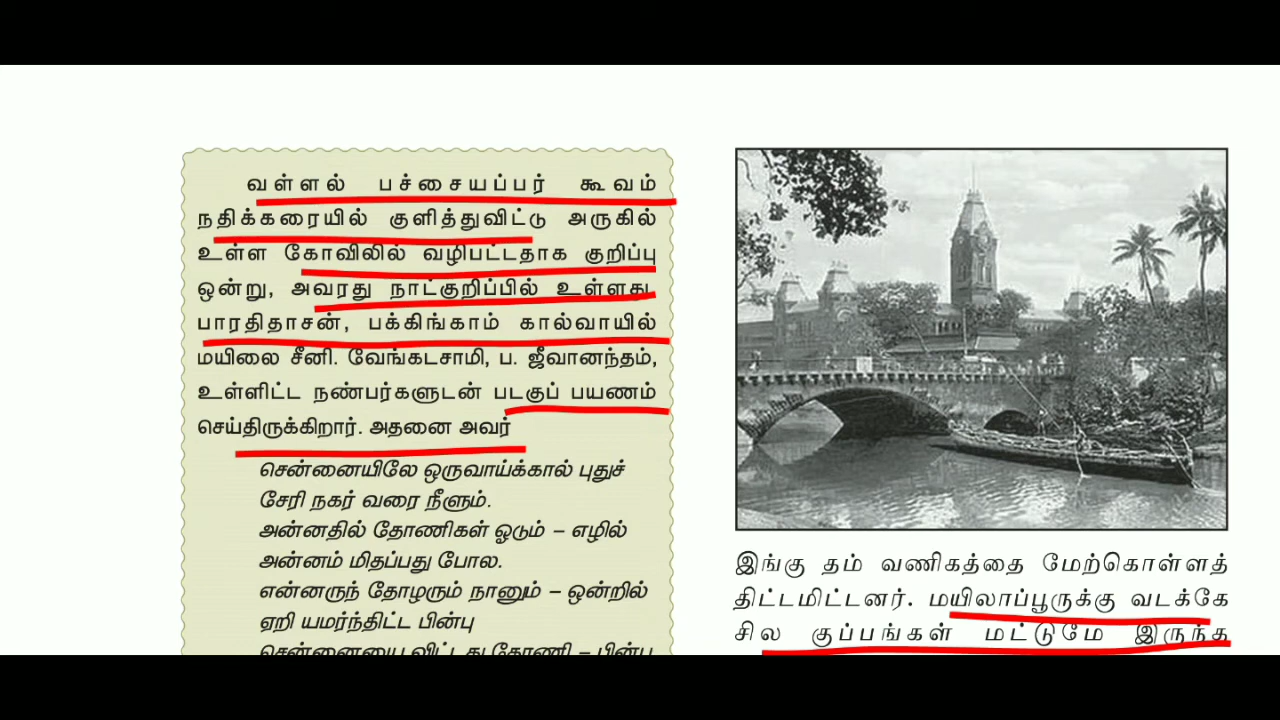 வள்ளல் பச்சையப்பர் கூவம்
நதிக்கரையில் குளித்துவிட்டு அருகில்
உள்ள கோவிலில் வழிபட்டதாக குறிப்பு
ஒன்று, அவரது நாட்குறிப்பில் உள்ளது.
பாரதிதாசன், பக்கிங்காம் கால்வாயில்
மயிலை சீனி. வேங்கடசாமி, ப. ஜீவானந்தம்,
உள்ளிட்ட நண்பர்களுடன் படகுப் பயணம்
செய்திருக்கிறார். அதனை அவர்
சென்னையிலே ஒருவாய்க்கால் புதுச்
சேரி நகர் வரை நீளும்.
அன்னதில் தோணிகள் ஓடும் – எழில்
அன்னம் மிதப்பது போல.
என்னருந் தோழரும் நானும் – ஒன்றில்
ஏறி யமர்ந்திட்ட பின்பு
சென்னையை விட்டது தோணி – பின்பு
இங்கு தம் வணிகத்தை மேற்கொள்ளத்
திட்டமிட்டனர். மயிலாப்பூருக்கு வடக்கே
சில குப்பங்கள் மட்டுமே இருந்த